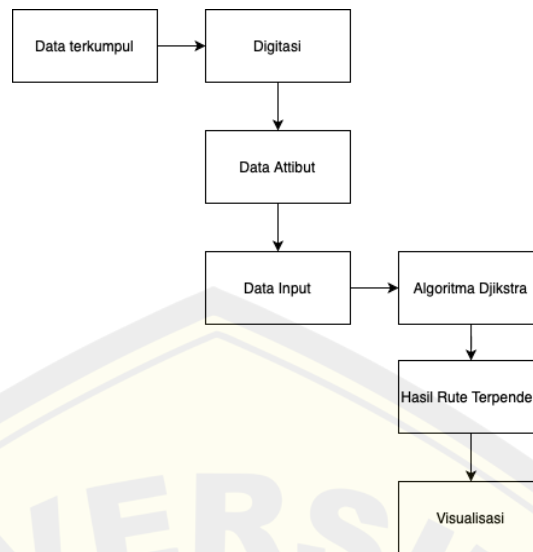 Data terkumpul
Digitasi
Data Attibut
Data Input
Algoritma Djikstra
Hasil Rute Terpende
Visualisasi